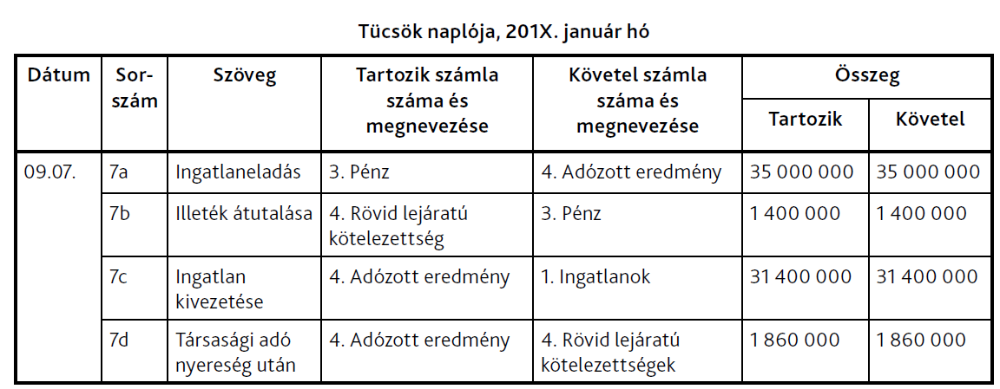 Tücsök naplója, 201X. január hó
Dátum Sor-szám Szöveg Tartozik számla száma és megnevezése Követel számla száma és megnevezése Összeg
Tartozik Követel
09.07. 7a Ingatlaneladás 3. Pénz 4. Adózott eredmény 35 000 000 35 000 000
7b Illeték átutalása 4. Rövid lejáratú kötelezettség 3. Pénz 1 400 000 1 400 000
7c Ingatlan kivezetése 4. Adózott eredmény 1. Ingatlanok 31 400 000 31 400 000
7d Társasági adó nyereség után 4. Adózott eredmény 4. Rövid lejáratú kötelezettségek 1 860 000 1 860 000